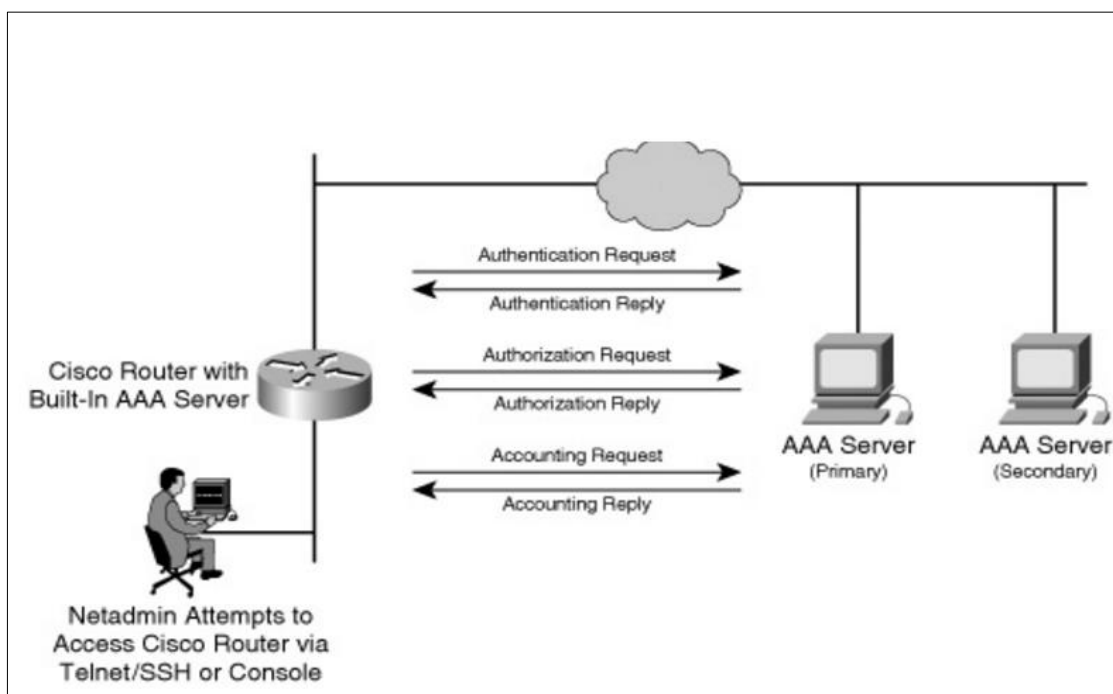 Authentication Request
Authentication Reply
Cisco Router with
Built-In AAA Server
Authorization Request
Authorization Reply
AAA Server
(Primary)
AAA Server
(Secondary)
Accounting Request
Accounting Reply
Netadmin Attempts to
Access Cisco Router via
Telnet/SSH or Console